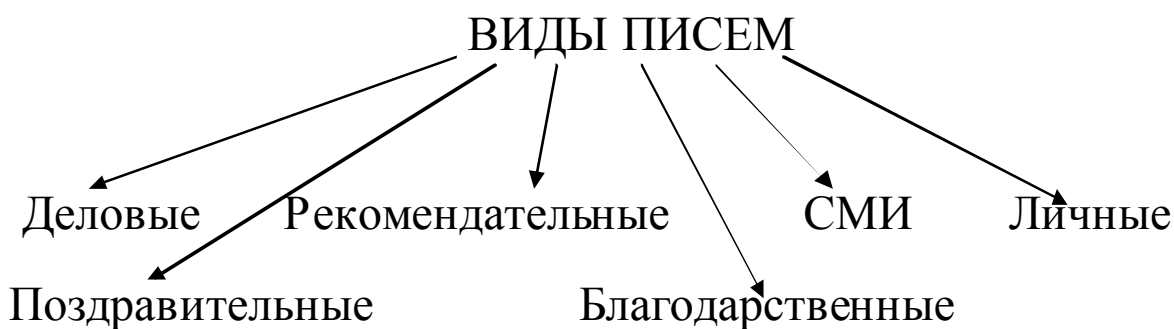 ВИДЫ ПИСЕМ
Деловые Рекомендательные СМИ Личные
Поздравительные Благодарственные